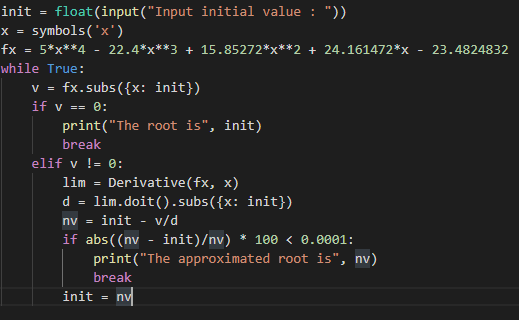 init = float(input("Input initial value : "))
x = symbols('x')
fx = 5*x**4 - 22.4*x**3 + 15.85272*x**2 + 24.161472*x - 23.4824832
while True:
    v = fx.subs({x: init})
    if v == 0:
        print("The root is", init)
        break
    elif v != 0:
        lim = Derivative(fx, x)
        d = lim.doit().subs({x: init})
        nv = init - v/d
        if abs((nv - init)/nv) * 100 < 0.0001:
            print("The approximated root is", nv)
            break
        init = nv